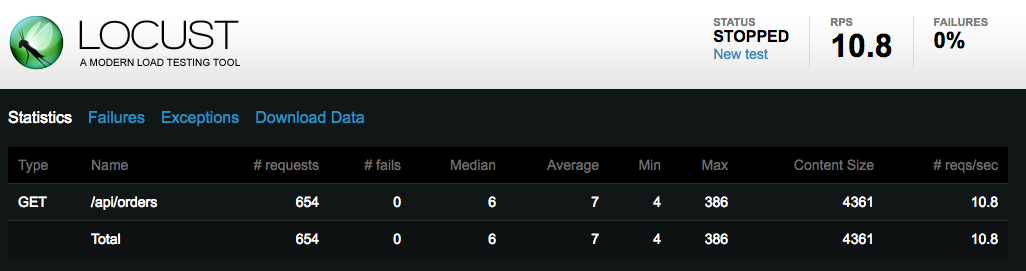 LOCUST
A MODERN LOAD TESTING TOOL
STATUS
STOPPED
New test
RPS
10.8
FAILURES
0%
Statistics Failures Exceptions Download Data
Type Name # requests # fails Median Average Min Max Content Size # reqs/sec
GET /api/orders 654 0 6 7 4 386 4361 10.8
Total 654 0 6 7 4 386 4361 10.8